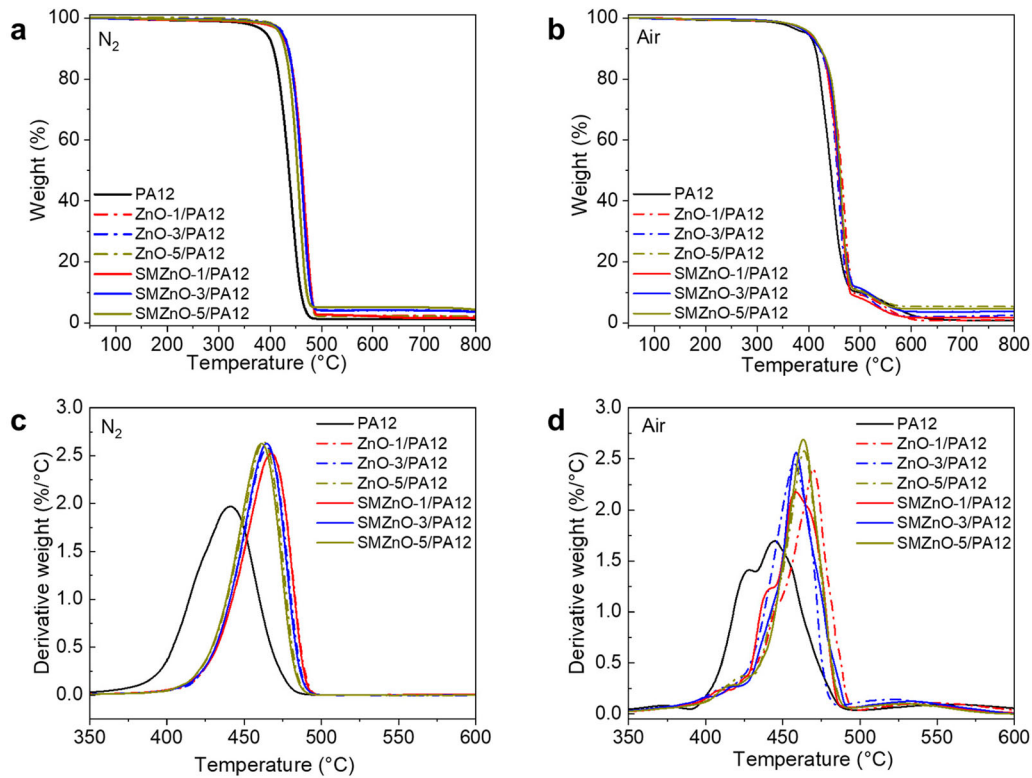 a
N₂
Weight (%)
100
80
60
40
20
0
PA12
ZnO-1/PA12
ZnO-3/PA12
ZnO-5/PA12
SMZnO-1/PA12
SMZnO-3/PA12
SMZnO-5/PA12
100 200 300 400 500 600 700 800
Temperature (°C)
b
Air
Weight (%)
100
80
60
40
20
0
PA12
ZnO-1/PA12
ZnO-3/PA12
ZnO-5/PA12
SMZnO-1/PA12
SMZnO-3/PA12
SMZnO-5/PA12
100 200 300 400 500 600 700 800
Temperature (°C)
c
N₂
Derivative weight (%/°C)
3.0
2.5
2.0
1.5
1.0
0.5
0.0
PA12
ZnO-1/PA12
ZnO-3/PA12
ZnO-5/PA12
SMZnO-1/PA12
SMZnO-3/PA12
SMZnO-5/PA12
350 400 450 500 550 600
Temperature (°C)
d
Air
Derivative weight (%/°C)
3.0
2.5
2.0
1.5
1.0
0.5
0.0
PA12
ZnO-1/PA12
ZnO-3/PA12
ZnO-5/PA12
SMZnO-1/PA12
SMZnO-3/PA12
SMZnO-5/PA12
350 400 450 500 550 600
Temperature (°C)